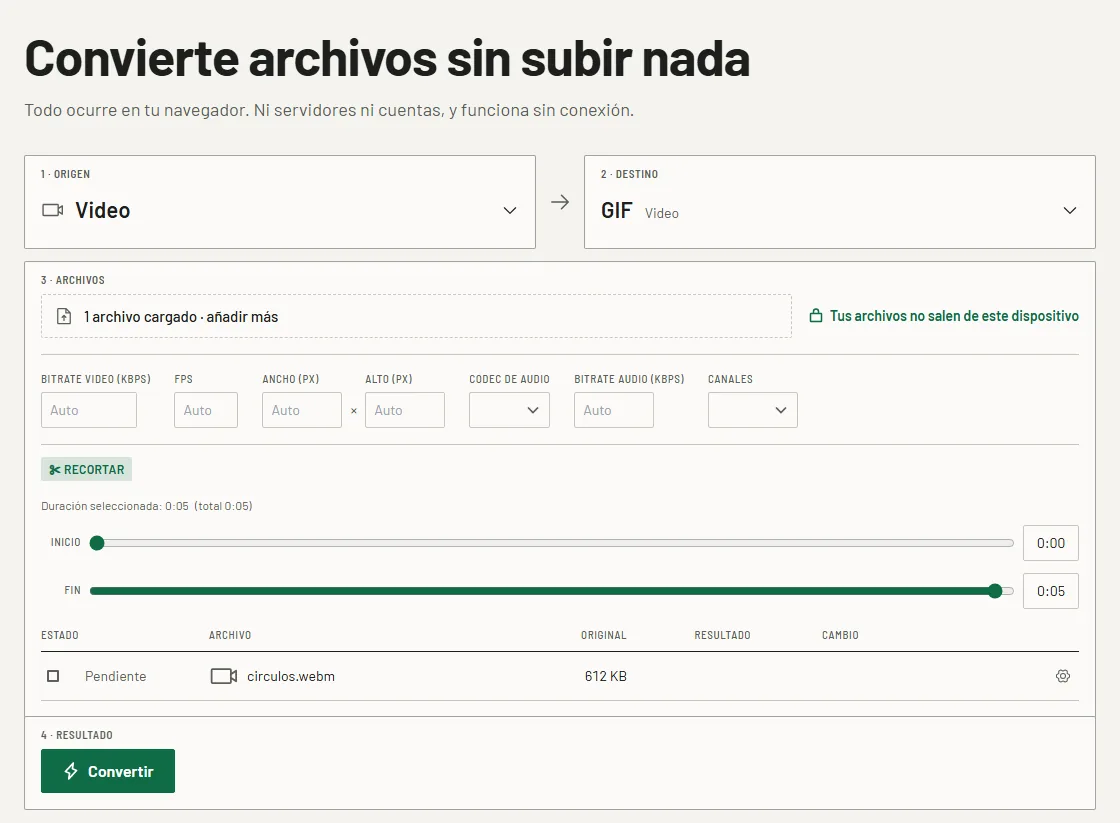 Convierte archivos sin subir nada
Todo ocurre en tu navegador. Ni servidores ni cuentas, y funciona sin conexión.
1 · ORIGEN
Video
2 · DESTINO
GIF Video
3 · ARCHIVOS
1 archivo cargado · añadir más
Tus archivos no salen de este dispositivo
BITRATE VIDEO (KBPS) FPS ANCHO (PX) ALTO (PX) CODEC DE AUDIO BITRATE AUDIO (KBPS) CANALES
Auto Auto Auto × Auto Auto
RECORTAR
Duración seleccionada: 0:05 (total 0:05)
INICIO 0:00
FIN 0:05
ESTADO ARCHIVO ORIGINAL RESULTADO CAMBIO
Pendiente circulos.webm 612 KB
4 · RESULTADO
Convertir